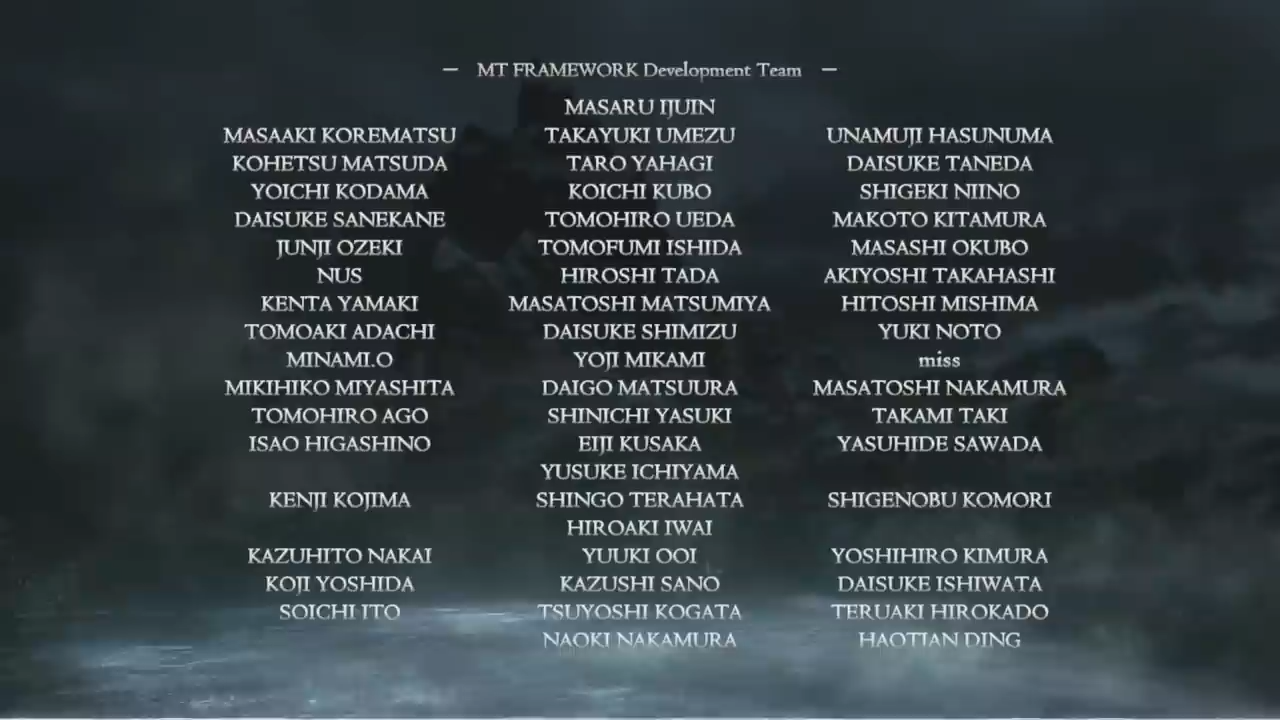 — MT FRAMEWORK Development Team —
MASARU IJUIN
MASAAKI KOREMATSU TAKAYUKI UMEZU UNAMUJI HASUNUMA
KOHETSU MATSUDA TARO YAHAGI DAISUKE TANEDA
YOICHI KODAMA KOICHI KUBO SHIGEKI NIINO
DAISUKE SANEKANE TOMOHIRO UEDA MAKOTO KITAMURA
JUNJI OZEKI TOMOFUMI ISHIDA MASASHI OKUBO
NUS HIROSHI TADA AKIYOSHI TAKAHASHI
KENTA YAMAKI MASATOSHI MATSUMIYA HITOSHI MISHIMA
TOMOAKI ADACHI DAISUKE SHIMIZU YUKI NOTO
MINAMI.O YOJI MIKAMI miss
MIKIHIKO MIYASHITA DAIGO MATSUURA MASATOSHI NAKAMURA
TOMOHIRO AGO SHINICHI YASUKI TAKAMI TAKI
ISAO HIGASHINO EIJI KUSAKA YASUHIDE SAWADA
YUSUKE ICHIYAMA
KENJI KOJIMA SHINGO TERAHATA SHIGENOBU KOMORI
HIROAKI IWAI
KAZUHITO NAKAI YUUKI OOI YOSHIHIRO KIMURA
KOJI YOSHIDA KAZUSHI SANO DAISUKE ISHIWATA
SOICHI ITO TSUYOSHI KOGATA TERUAKI HIROKADO
NAOKI NAKAMURA HAOTIAN DING